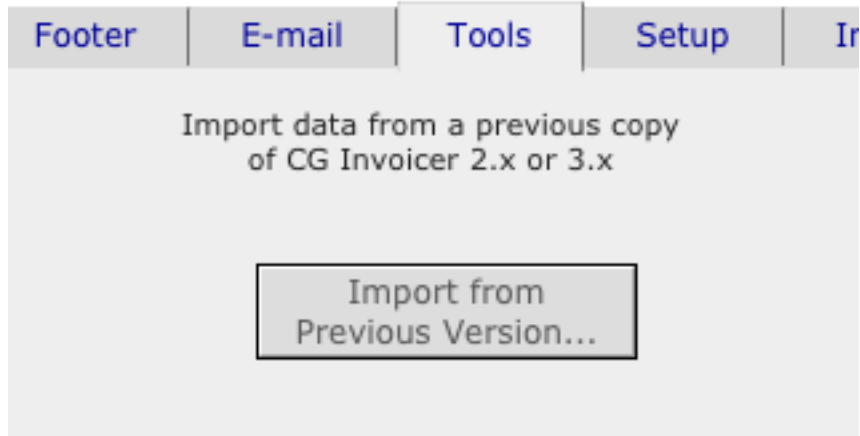 Footer E-mail Tools Setup
Import data from a previous copy
of CG Invoicer 2.x or 3.x
Import from
Previous Version...